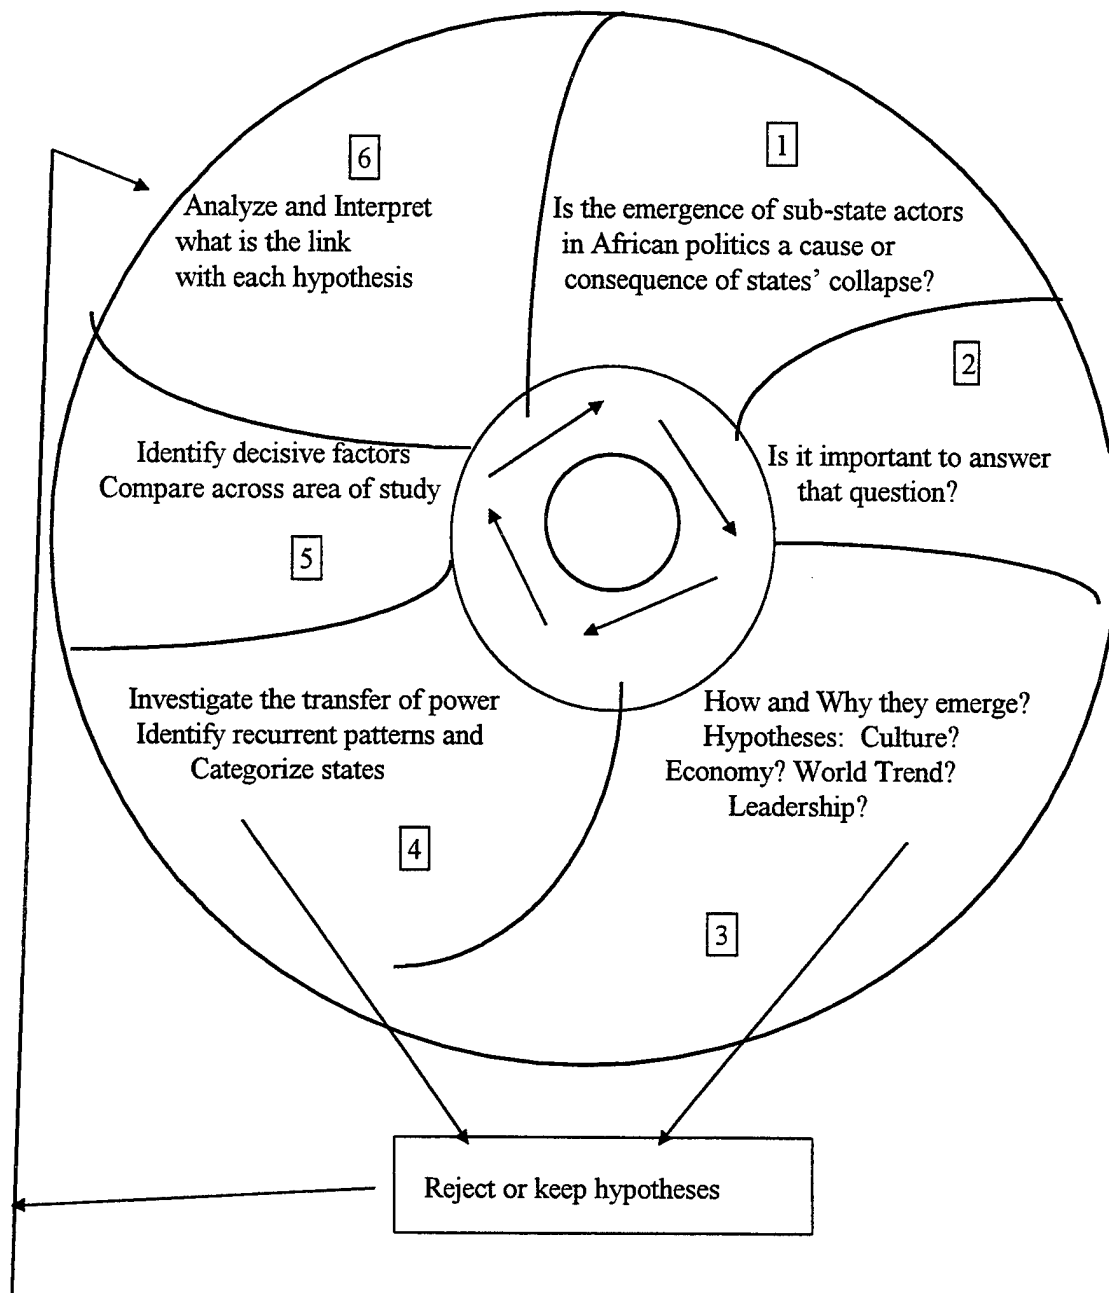 1
Is the emergence of sub-state actors
in African politics a cause or
consequence of states' collapse?
2
Is it important to answer
that question?
How and Why they emerge?
Hypotheses: Culture?
Economy? World Trend?
Leadership?
3
Investigate the transfer of power
Identify recurrent patterns and
Categorize states
4
Identify decisive factors
Compare across area of study
5
6
Analyze and Interpret
what is the link
with each hypothesis
Reject or keep hypotheses